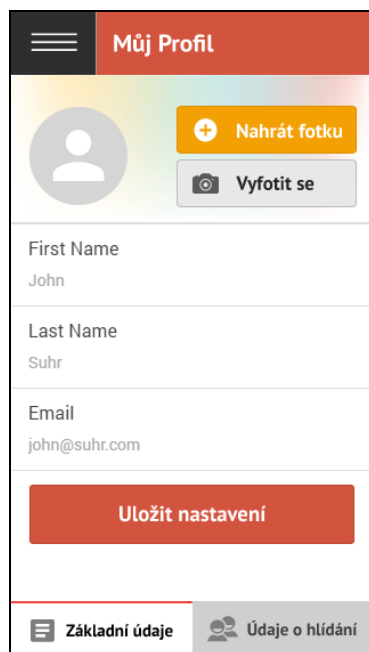 Můj Profil
Nahrát fotku
Vyfotit se
First Name
John
Last Name
Suhr
Email
john@suhr.com
Uložit nastavení
Základní údaje
Údaje o hlídání